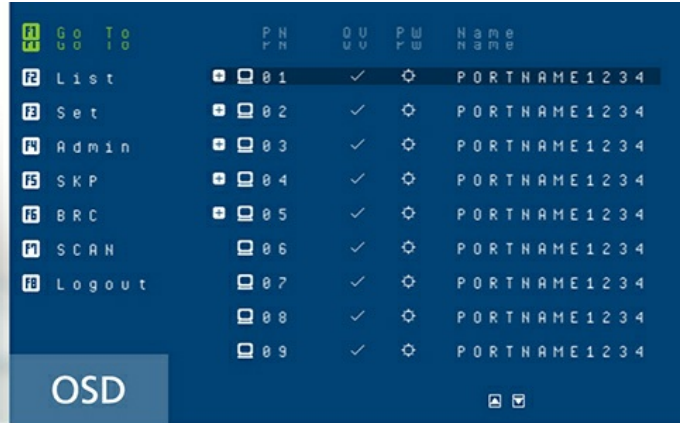 F1 Go To PN QV PW Name
F2 List 01 PORTNAME1234
F3 Set 02 PORTNAME1234
F4 Admin 03 PORTNAME1234
F5 SKP 04 PORTNAME1234
F6 BRC 05 PORTNAME1234
F7 SCAN 06 PORTNAME1234
F8 Logout 07 PORTNAME1234
08 PORTNAME1234
09 PORTNAME1234
OSD